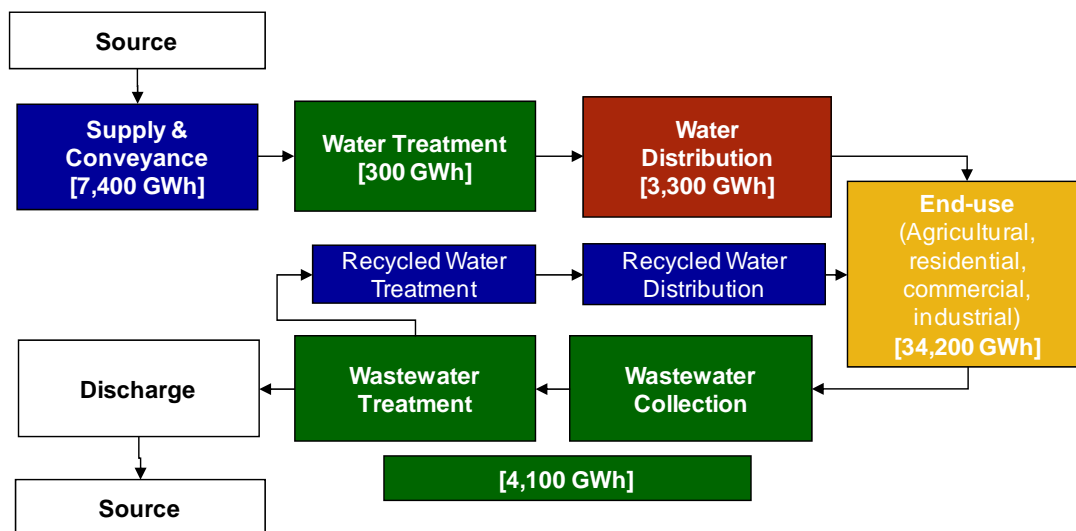 Source
Supply &
Conveyance
[7,400 GWh]
Water Treatment
[300 GWh]
Water
Distribution
[3,300 GWh]
End-use
(Agricultural,
residential,
commercial,
industrial)
[34,200 GWh]
Recycled Water
Treatment
Recycled Water
Distribution
Discharge
Wastewater
Treatment
Wastewater
Collection
[4,100 GWh]
Source